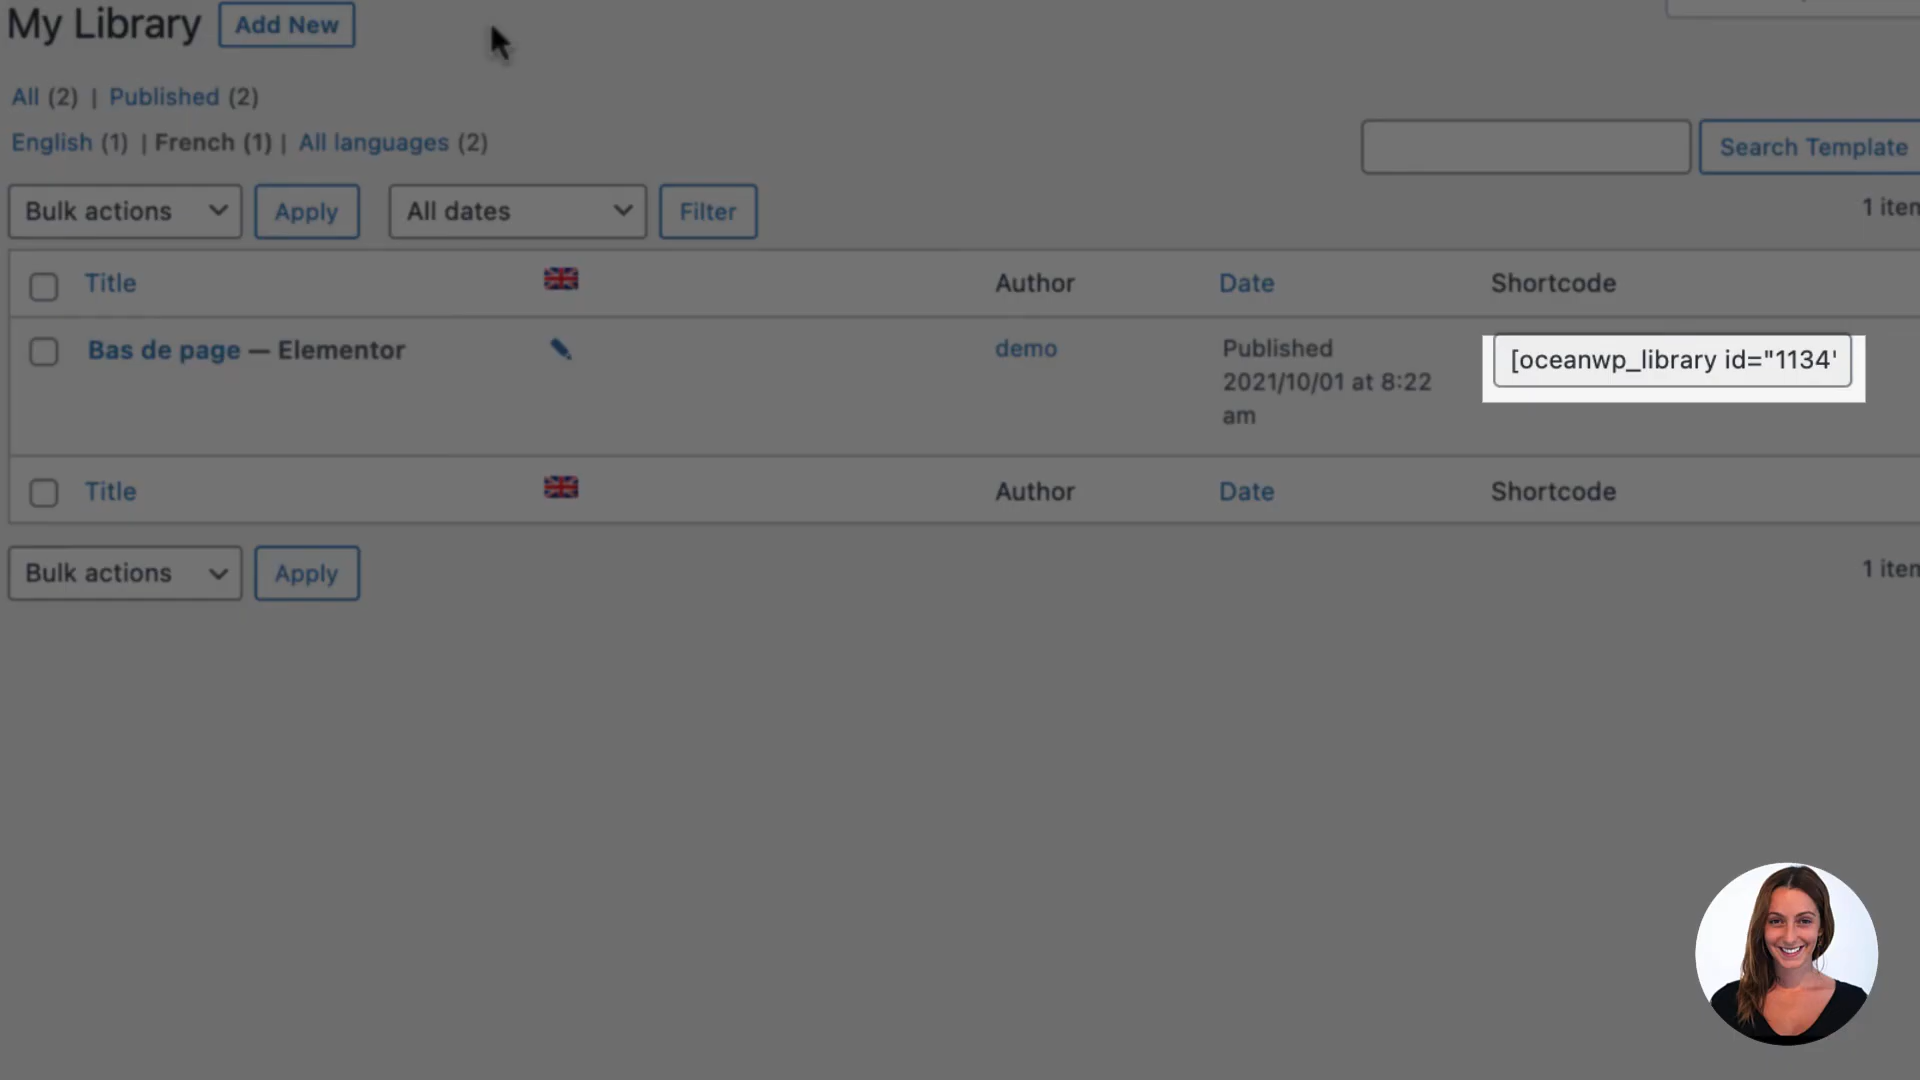 My Library Add New
All (2) | Published (2)
English (1) | French (1) | All languages (2)
Search Template
Bulk actions Apply All dates Filter
1 item
Title Author Date Shortcode
Bas de page — Elementor demo Published [oceanwp_library id="1134"
2021/10/01 at 8:22
am
Title Author Date Shortcode
Bulk actions Apply
1 item